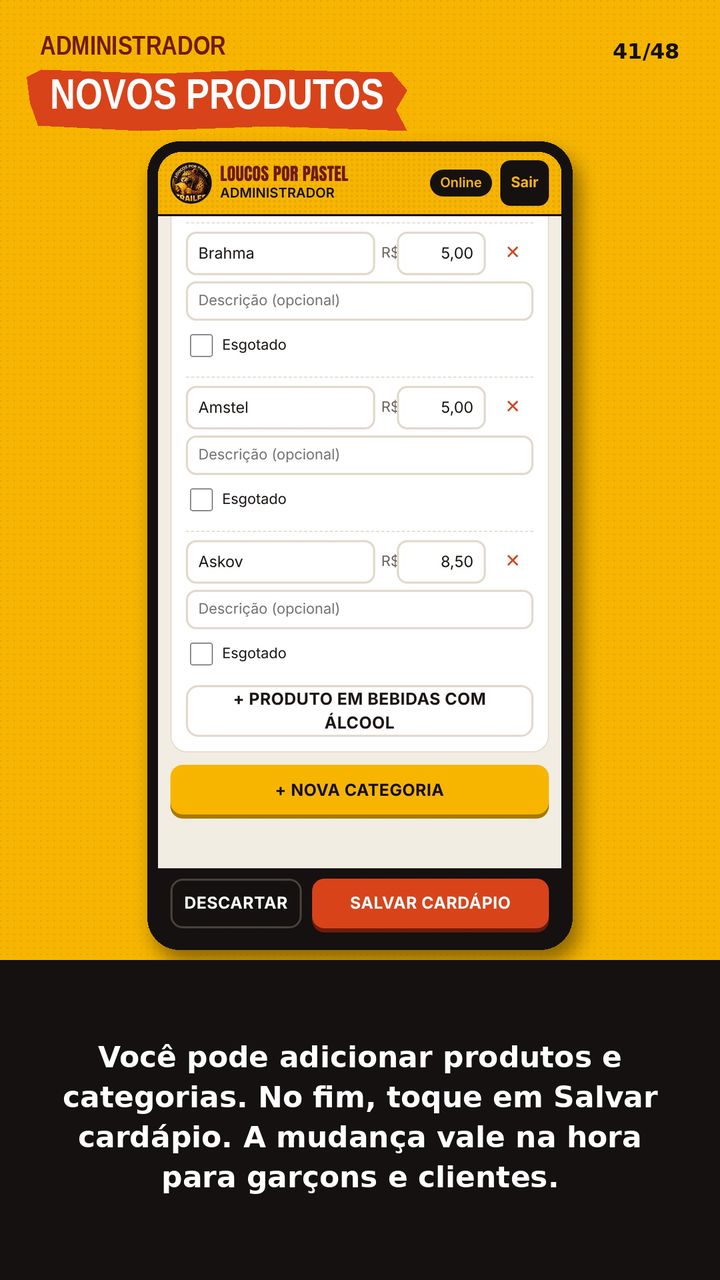 ADMINISTRADOR
41/48
NOVOS PRODUTOS
LOUCOS POR PASTEL
ADMINISTRADOR
Online
Sair
Brahma
R$
5,00
✕
Descrição (opcional)
Esgotado
Amstel
R$
5,00
✕
Descrição (opcional)
Esgotado
Askov
R$
8,50
✕
Descrição (opcional)
Esgotado
+ PRODUTO EM BEBIDAS COM
ÁLCOOL
+ NOVA CATEGORIA
DESCARTAR
SALVAR CARDÁPIO
Você pode adicionar produtos e
categorias. No fim, toque em Salvar
cardápio. A mudança vale na hora
para garçons e clientes.